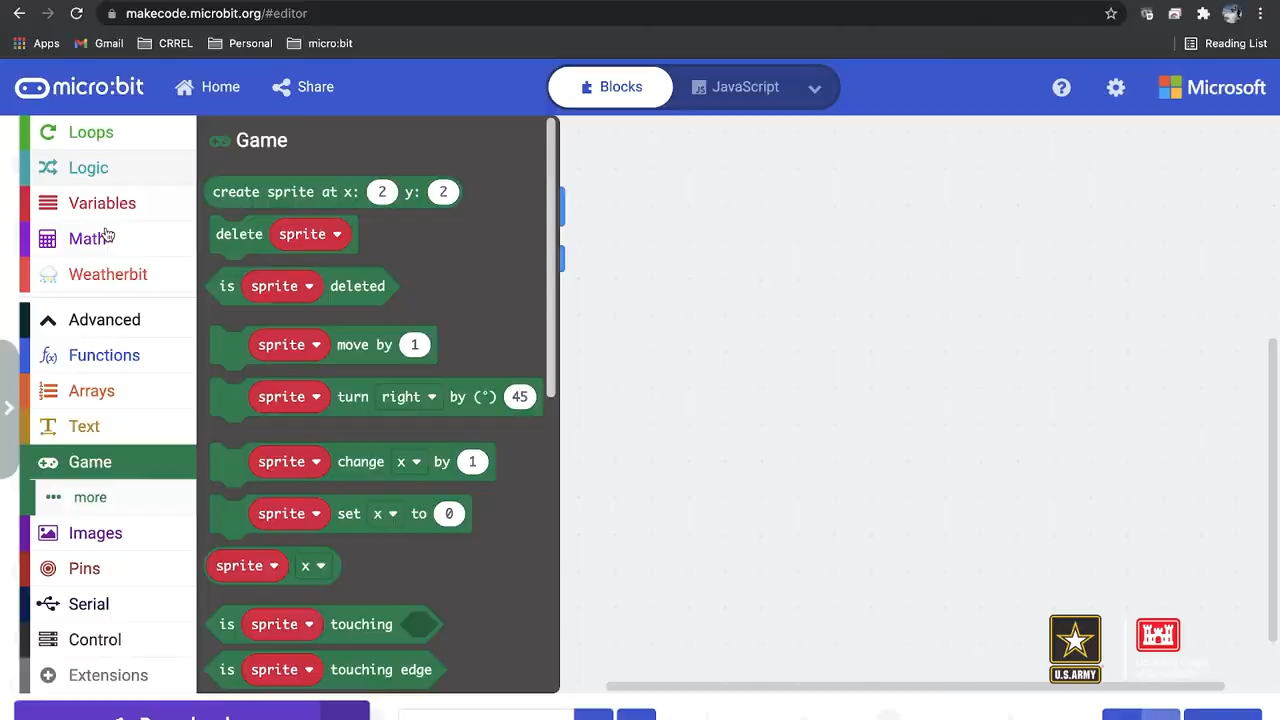 makecode.microbit.org/#editor
Apps Gmail CRREL Personal micro:bit Reading List
micro:bit Home Share Blocks JavaScript Microsoft
Loops
Logic
Variables
Math
Weatherbit
Advanced
Functions
Arrays
Text
Game
more
Images
Pins
Serial
Control
Extensions
Game
create sprite at x: 2 y: 2
delete sprite
is sprite deleted
sprite move by 1
sprite turn right by (°) 45
sprite change x by 1
sprite set x to 0
sprite x
is sprite touching
is sprite touching edge
U.S.ARMY